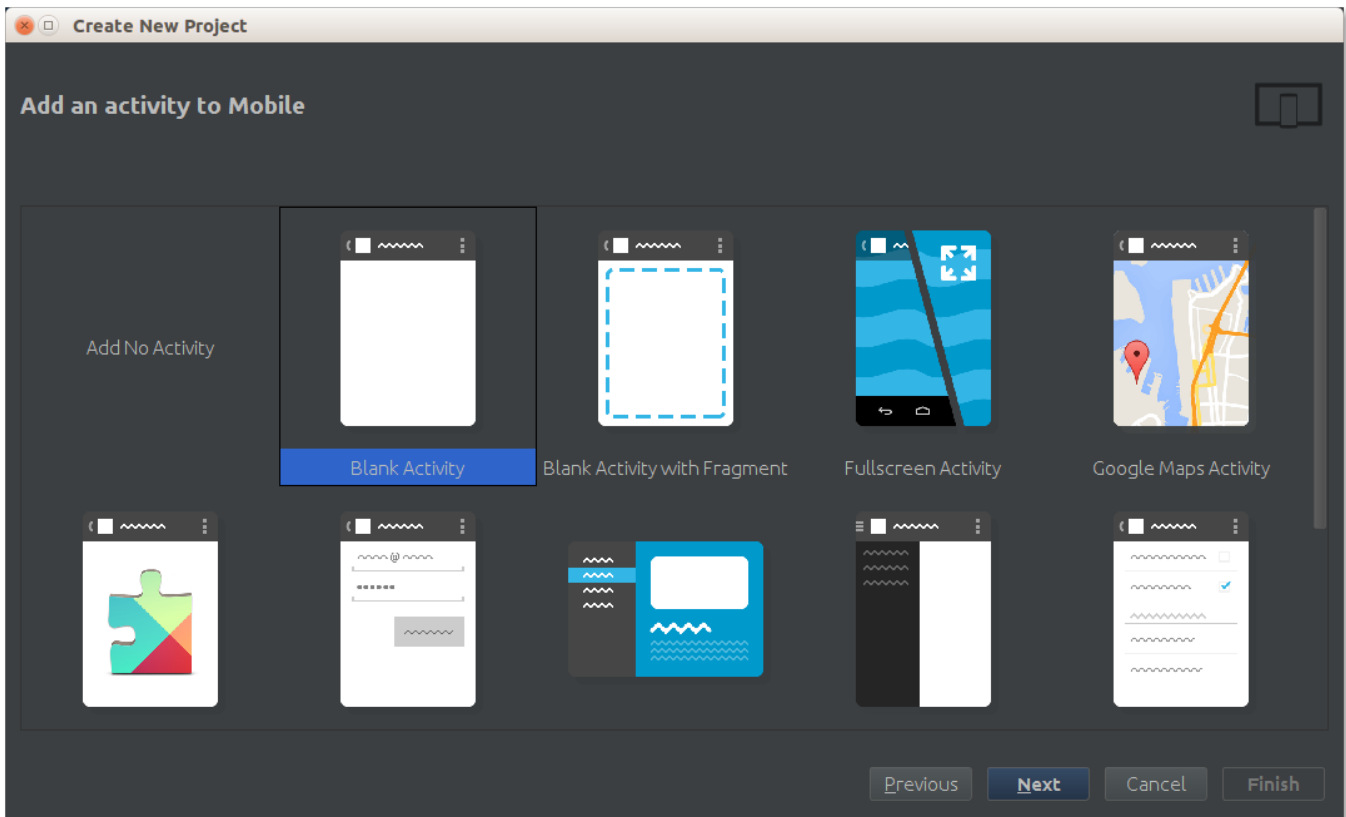 Create New Project
Add an activity to Mobile
Add No Activity
Blank Activity
Blank Activity with Fragment
Fullscreen Activity
Google Maps Activity
@
Previous
Next
Cancel
Finish